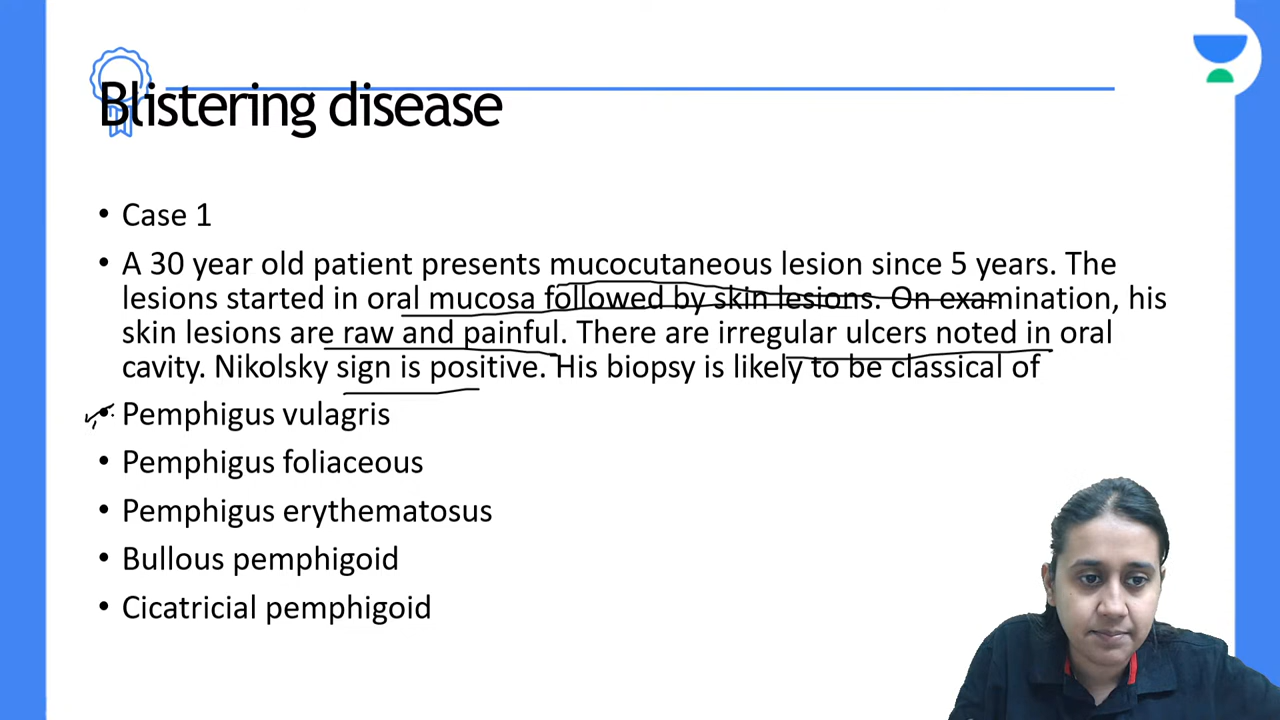 Blistering disease
• Case 1
• A 30 year old patient presents mucocutaneous lesion since 5 years. The
lesions started in oral mucosa followed by skin lesions. On examination, his
skin lesions are raw and painful. There are irregular ulcers noted in oral
cavity. Nikolsky sign is positive. His biopsy is likely to be classical of
• Pemphigus vulagris
• Pemphigus foliaceous
• Pemphigus erythematosus
• Bullous pemphigoid
• Cicatricial pemphigoid